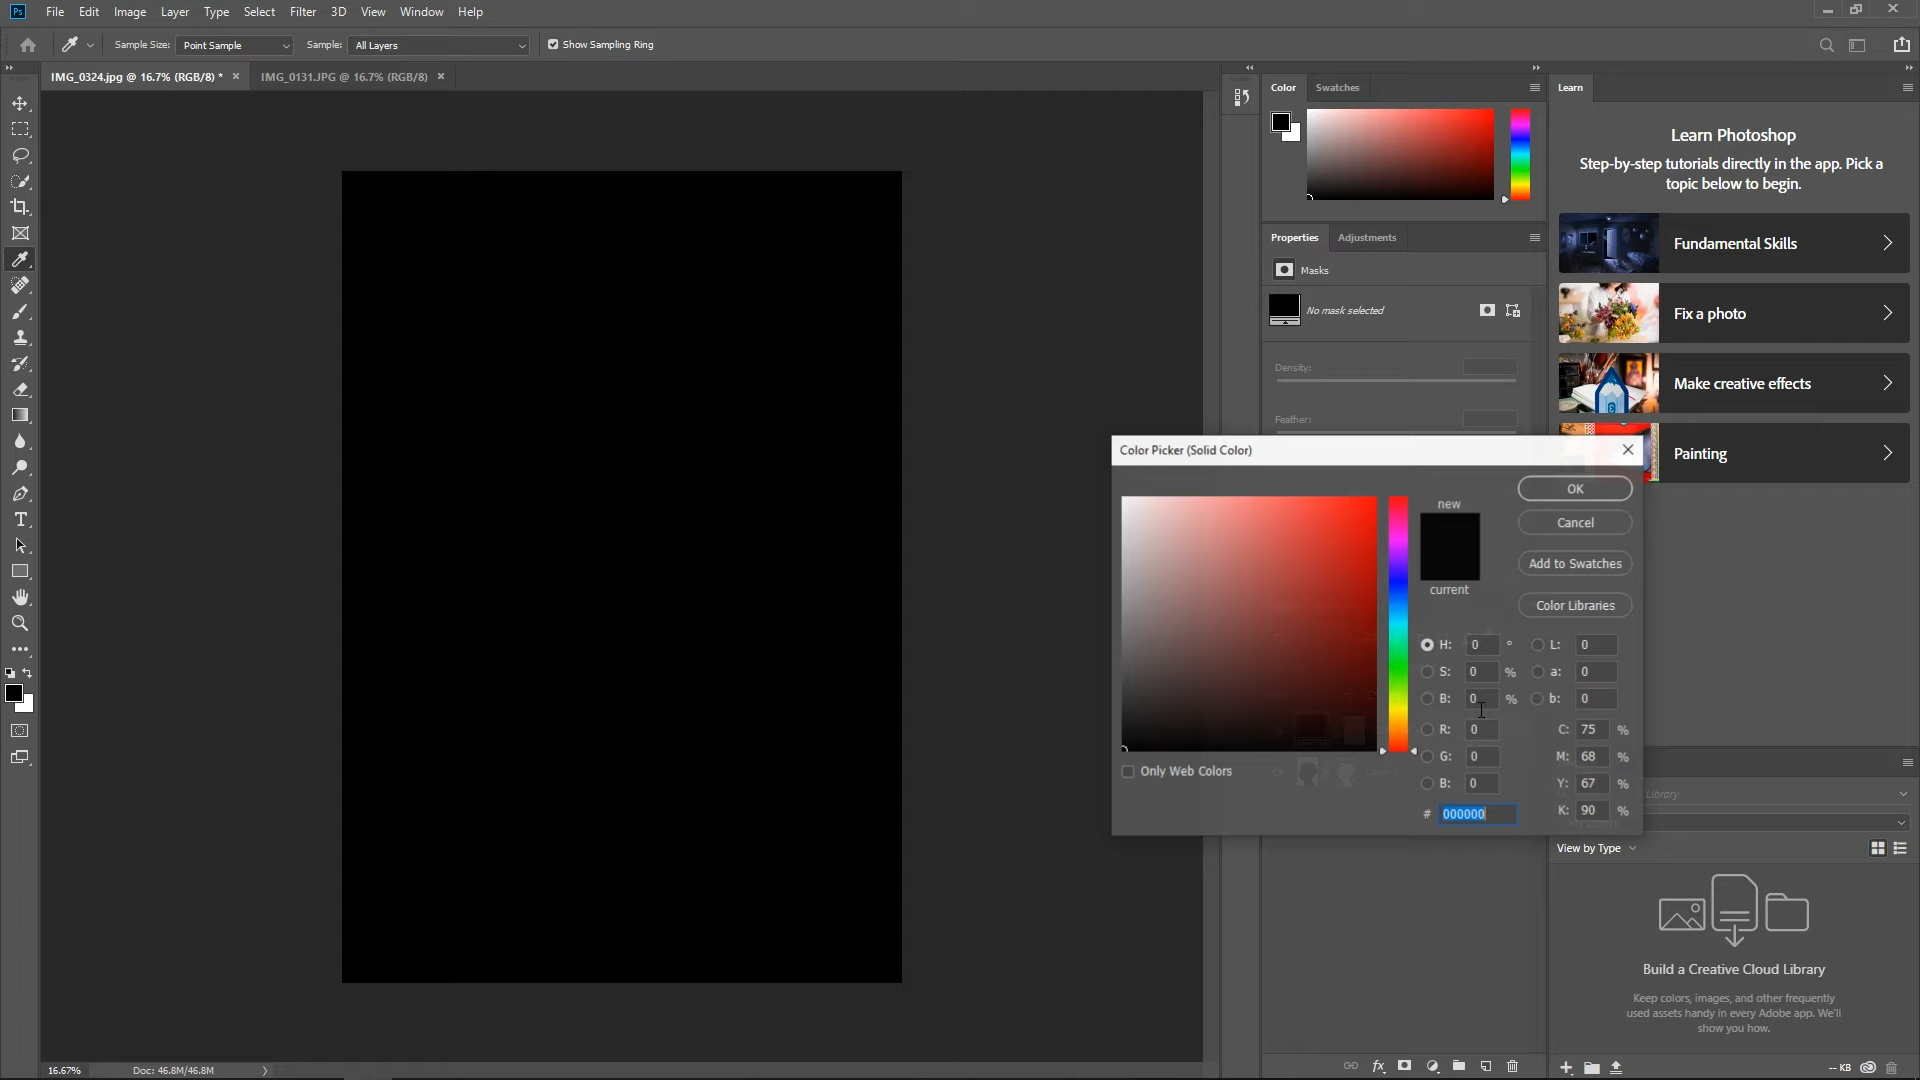 Ps File Edit Image Layer Type Select Filter 3D View Window Help
Sample Size: Point Sample Sample: All Layers Show Sampling Ring
IMG_0324.jpg @ 16.7% (RGB/8) * × IMG_0131.JPG @ 16.7% (RGB/8) ×
Color Swatches
Learn
Learn Photoshop
Step-by-step tutorials directly in the app. Pick a
topic below to begin.
Fundamental Skills
Fix a photo
Make creative effects
Painting
Properties Adjustments
Masks
No mask selected
Density:
Feather:
Color Picker (Solid Color)
new
current
OK
Cancel
Add to Swatches
Color Libraries
H: 0 ° L: 0
S: 0 % a: 0
B: 0 % b: 0
R: 0 C: 75 %
G: 0 M: 68 %
B: 0 Y: 67 %
# 000000 K: 90 %
Only Web Colors
Library
View by Type
Build a Creative Cloud Library
Keep colors, images, and other frequently
used assets handy in every Adobe app. We'll
show you how.
16.67% Doc: 46.8M/46.8M
fx
-- KB